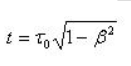 t = τ₀√(1 − β²)